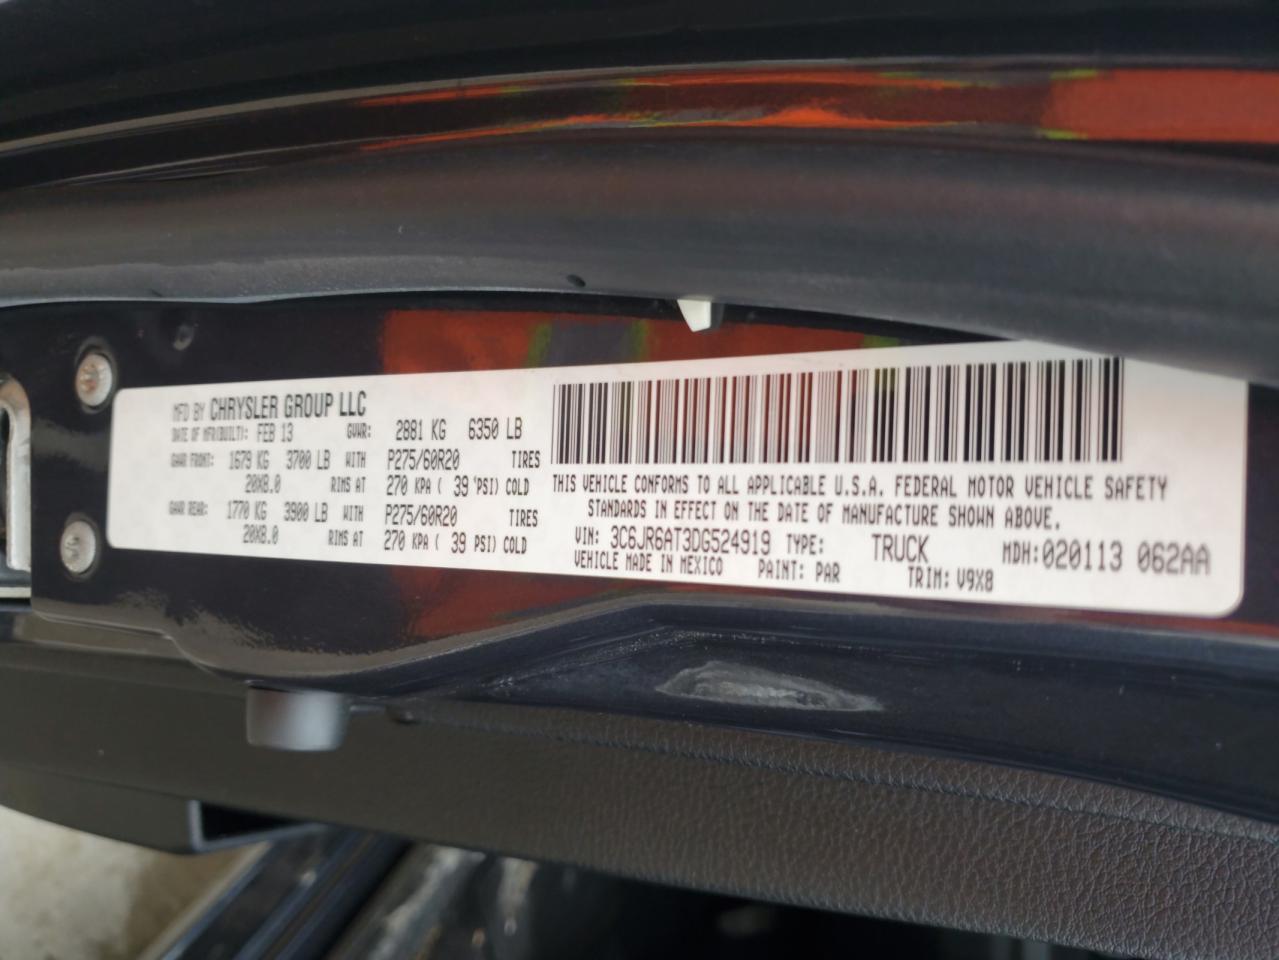 MFD BY CHRYSLER GROUP LLC
DATE OF MFR(BUILT): FEB 13 GVWR: 2881 KG 6350 LB
GAWR FRONT: 1679 KG 3700 LB WITH P275/60R20 TIRES
20X8.0 RIMS AT 270 KPA ( 39 PSI) COLD
GAWR REAR: 1770 KG 3900 LB WITH P275/60R20 TIRES
20X8.0 RIMS AT 270 KPA ( 39 PSI) COLD
THIS VEHICLE CONFORMS TO ALL APPLICABLE U.S.A. FEDERAL MOTOR VEHICLE SAFETY
STANDARDS IN EFFECT ON THE DATE OF MANUFACTURE SHOWN ABOVE.
VIN: 3C6JR6AT3DG524919 TYPE: TRUCK MDH: 020113 062AA
VEHICLE MADE IN MEXICO PAINT: PAR TRIM: V9X8